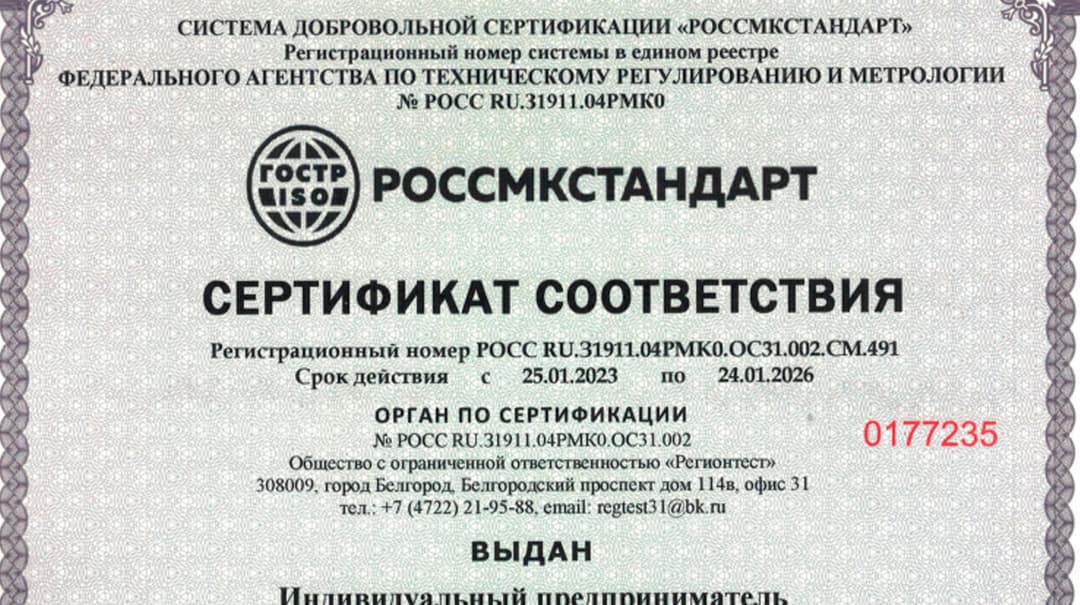 СИСТЕМА ДОБРОВОЛЬНОЙ СЕРТИФИКАЦИИ «РОССМКСТАНДАРТ»
Регистрационный номер системы в едином реестре
ФЕДЕРАЛЬНОГО АГЕНТСТВА ПО ТЕХНИЧЕСКОМУ РЕГУЛИРОВАНИЮ И МЕТРОЛОГИИ
№ РОСС RU.31911.04РМК0
ГОСТР
ISO
РОССМКСТАНДАРТ
СЕРТИФИКАТ СООТВЕТСТВИЯ
Регистрационный номер РОСС RU.31911.04РМК0.ОС31.002.СМ.491
Срок действия с 25.01.2023 по 24.01.2026
ОРГАН ПО СЕРТИФИКАЦИИ
№ РОСС RU.31911.04РМК0.ОС31.002
0177235
Общество с ограниченной ответственностью «Регионтест»
308009, город Белгород, Белгородский проспект дом 114в, офис 31
тел.: +7 (4722) 21-95-88, email: regtest31@bk.ru
ВЫДАН
Индивидуальный предприниматель